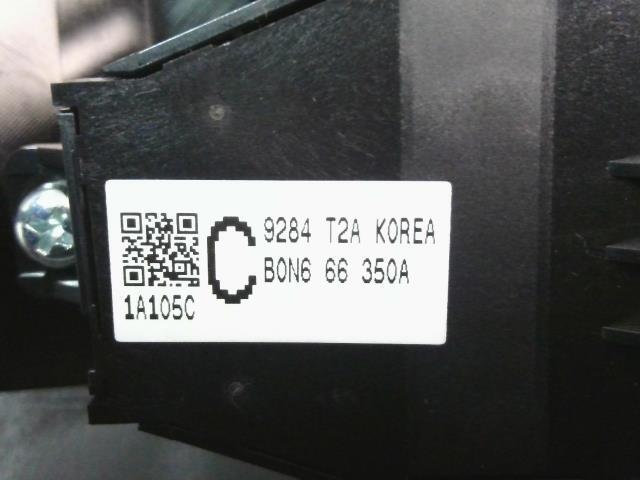 C
9284 T2A KOREA
B0N6 66 350A
1A105C